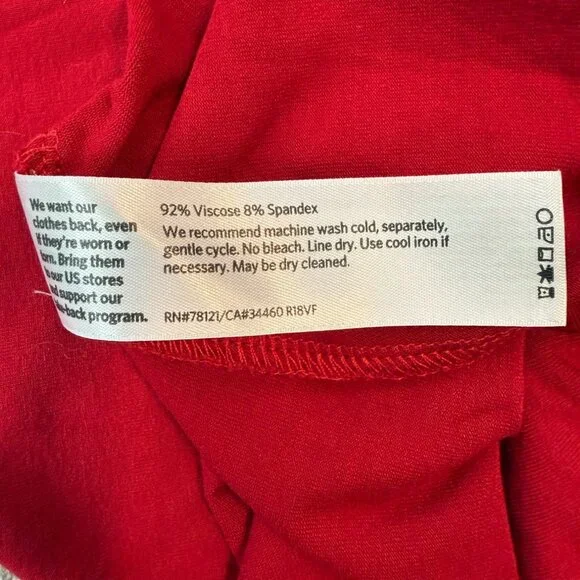 We want our
clothes back, even
if they're worn or
torn. Bring them
to our US stores
support our
-back program.
92% Viscose 8% Spandex
We recommend machine wash cold, separately,
gentle cycle. No bleach. Line dry. Use cool iron if
necessary. May be dry cleaned.
RN#78121/CA#34460 R18VF